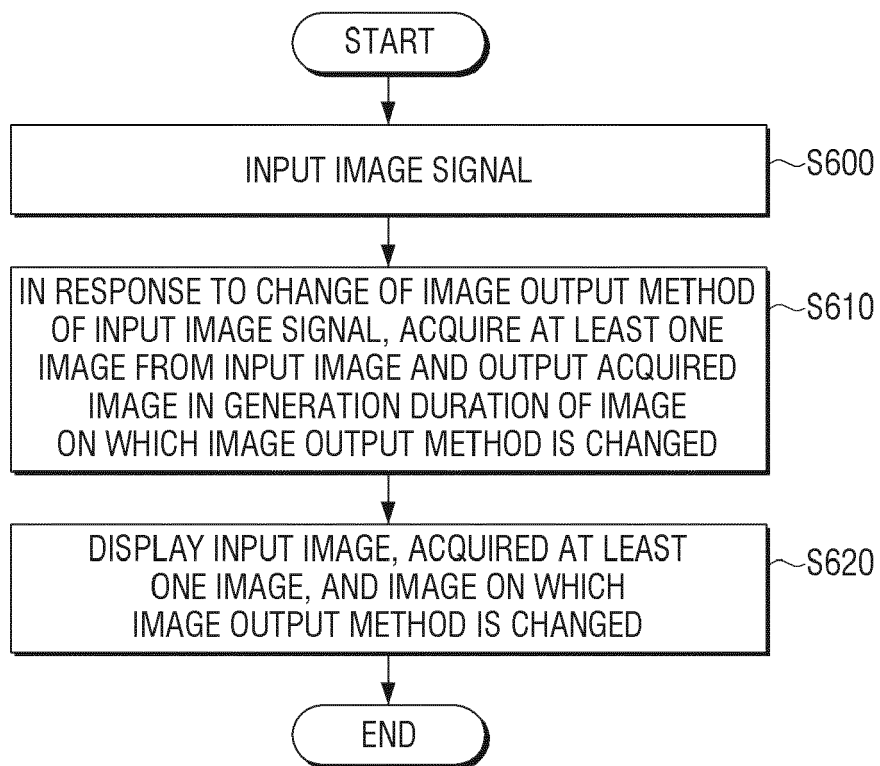 START
INPUT IMAGE SIGNAL
S600
IN RESPONSE TO CHANGE OF IMAGE OUTPUT METHOD
OF INPUT IMAGE SIGNAL, ACQUIRE AT LEAST ONE
IMAGE FROM INPUT IMAGE AND OUTPUT ACQUIRED
IMAGE IN GENERATION DURATION OF IMAGE
ON WHICH IMAGE OUTPUT METHOD IS CHANGED
S610
DISPLAY INPUT IMAGE, ACQUIRED AT LEAST
ONE IMAGE, AND IMAGE ON WHICH
IMAGE OUTPUT METHOD IS CHANGED
S620
END